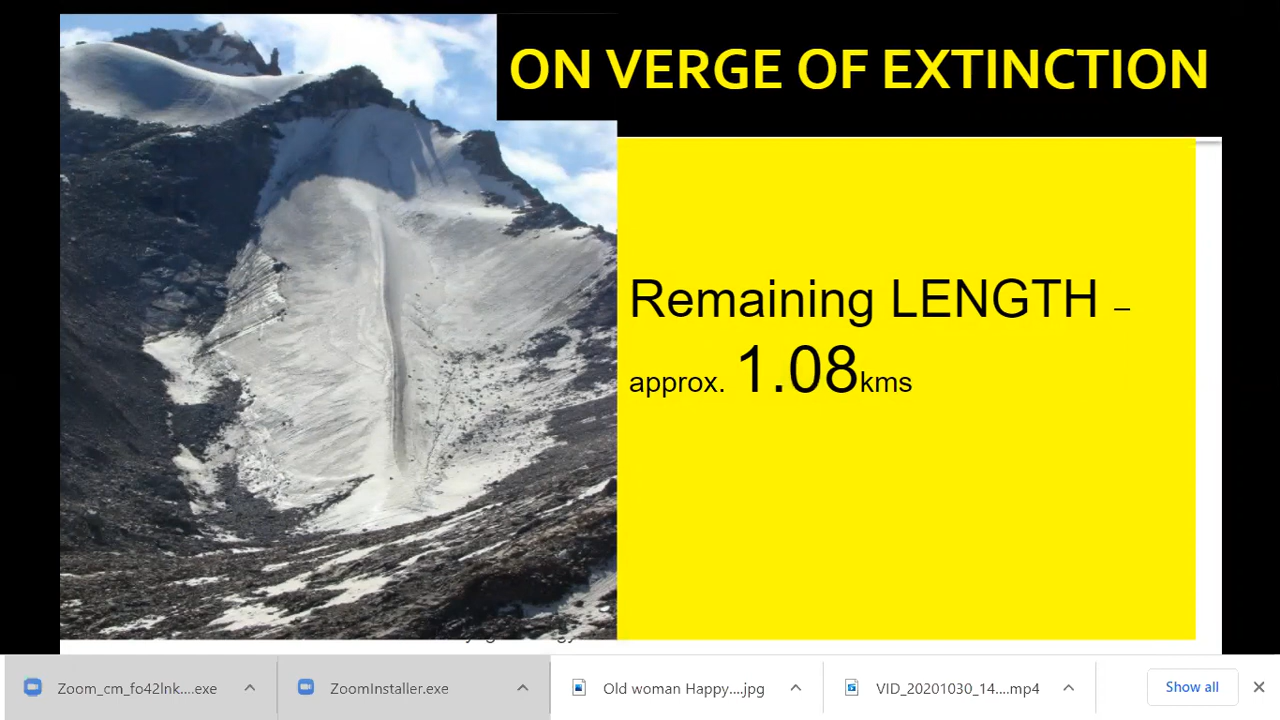 ON VERGE OF EXTINCTION
Remaining LENGTH –
approx. 1.08kms
Zoom_cm_fo42lnk....exe
ZoomInstaller.exe
Old woman Happy....jpg
VID_20201030_14....mp4
Show all